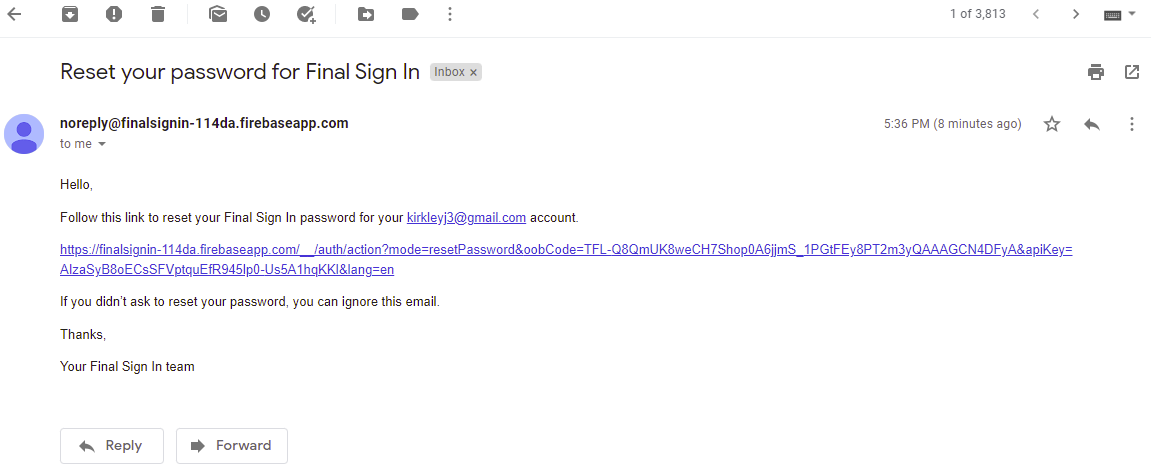 1 of 3,813
Reset your password for Final Sign In Inbox ×
noreply@finalsignin-114da.firebaseapp.com 5:36 PM (8 minutes ago)
to me
Hello,
Follow this link to reset your Final Sign In password for your kirkleyj3@gmail.com account.
https://finalsignin-114da.firebaseapp.com/__/auth/action?mode=resetPassword&oobCode=TFL-Q8QmUK8weCH7Shop0A6jjmS_1PGtFEy8PT2m3yQAAAGCN4DFyA&apiKey=
AIzaSyB8oECsSFVptquEfR945lp0-Us5A1hqKKI&lang=en
If you didn’t ask to reset your password, you can ignore this email.
Thanks,
Your Final Sign In team
Reply Forward